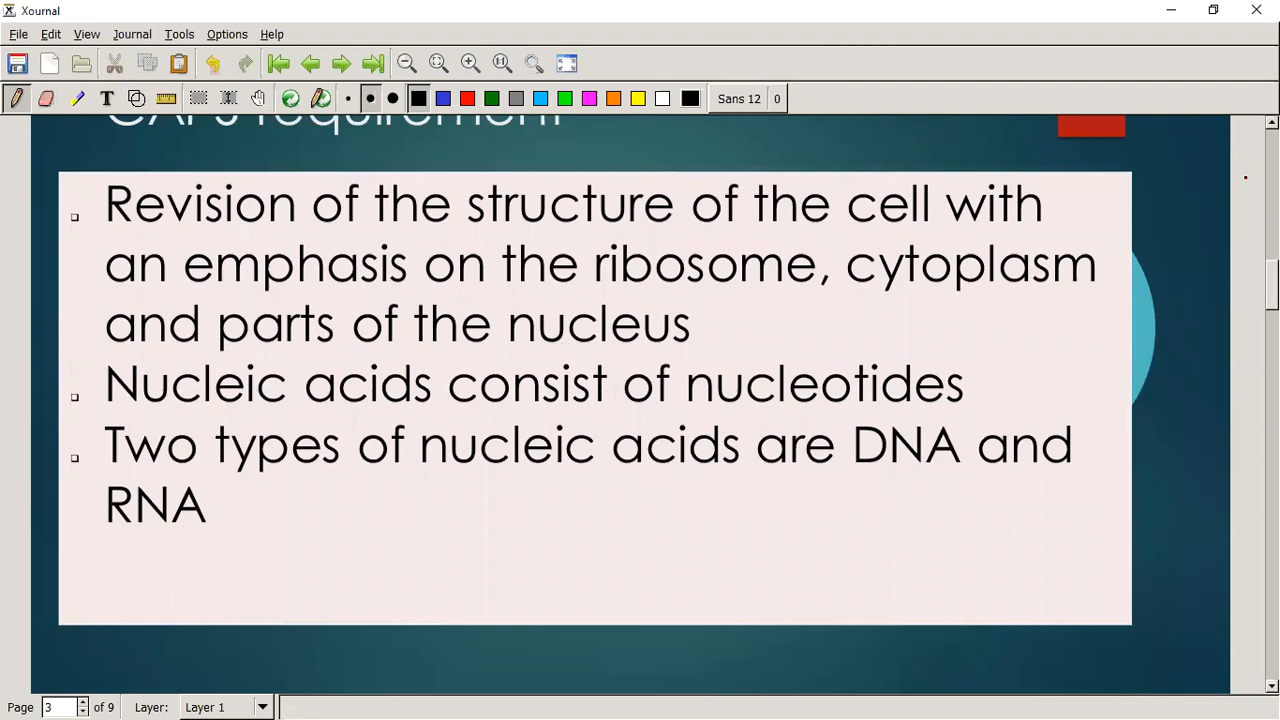 Xournal
File Edit View Journal Tools Options Help
T Sans 12 0
CAPS requirement
Revision of the structure of the cell with
an emphasis on the ribosome, cytoplasm
and parts of the nucleus
Nucleic acids consist of nucleotides
Two types of nucleic acids are DNA and
RNA
Page 3 of 9 Layer: Layer 1